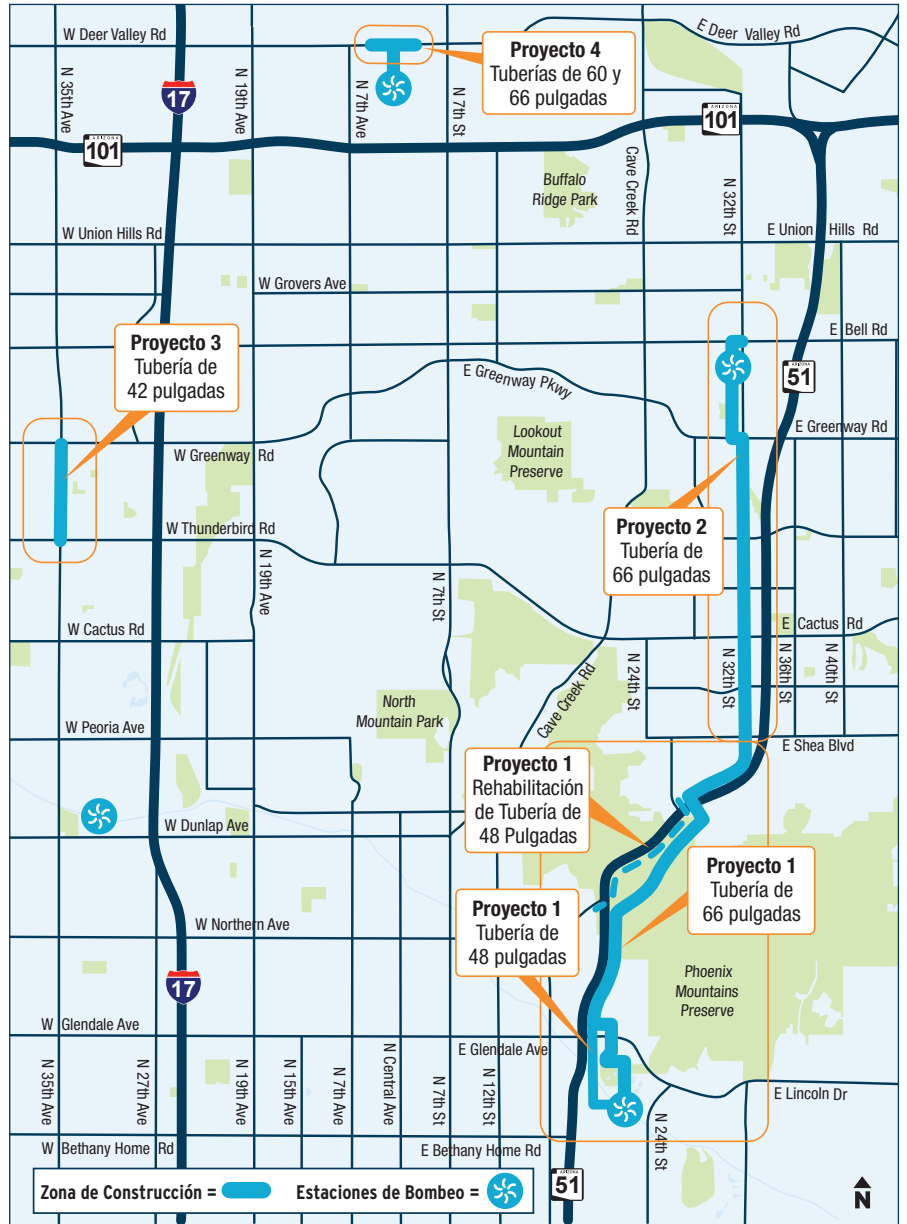 W Deer Valley Rd
E Deer Valley Rd
Proyecto 4
Tuberías de 60 y
66 pulgadas
N 35th Ave
17
N 19th Ave
N 7th Ave
N 7th St
ARIZONA
101
ARIZONA
101
Cave Creek Rd
N 32th St
Buffalo
Ridge Park
W Union Hills Rd
E Union Hills Rd
W Grovers Ave
Proyecto 3
Tubería de
42 pulgadas
E Bell Rd
ARIZONA
51
E Greenway Pkwy
W Greenway Rd
E Greenway Rd
Lookout
Mountain
Preserve
Proyecto 2
Tubería de
66 pulgadas
W Thunderbird Rd
N 19th Ave
N 7th St
W Cactus Rd
E Cactus Rd
N 24th St
N 32th St
N 36th St
N 40th St
Cave Creek Rd
North
Mountain Park
W Peoria Ave
E Shea Blvd
Proyecto 1
Rehabilitación
de Tubería de
48 Pulgadas
W Dunlap Ave
Proyecto 1
Tubería de
66 pulgadas
Proyecto 1
Tubería de
48 pulgadas
W Northern Ave
17
Phoenix
Mountains
Preserve
W Glendale Ave
E Glendale Ave
N 35th Ave
N 27th Ave
N 19th Ave
N 15th Ave
N 7th Ave
N Central Ave
N 7th St
N 12th St
E Lincoln Dr
N 24th St
W Bethany Home Rd
E Bethany Home Rd
ARIZONA
51
Zona de Construcción =
Estaciones de Bombeo =
N